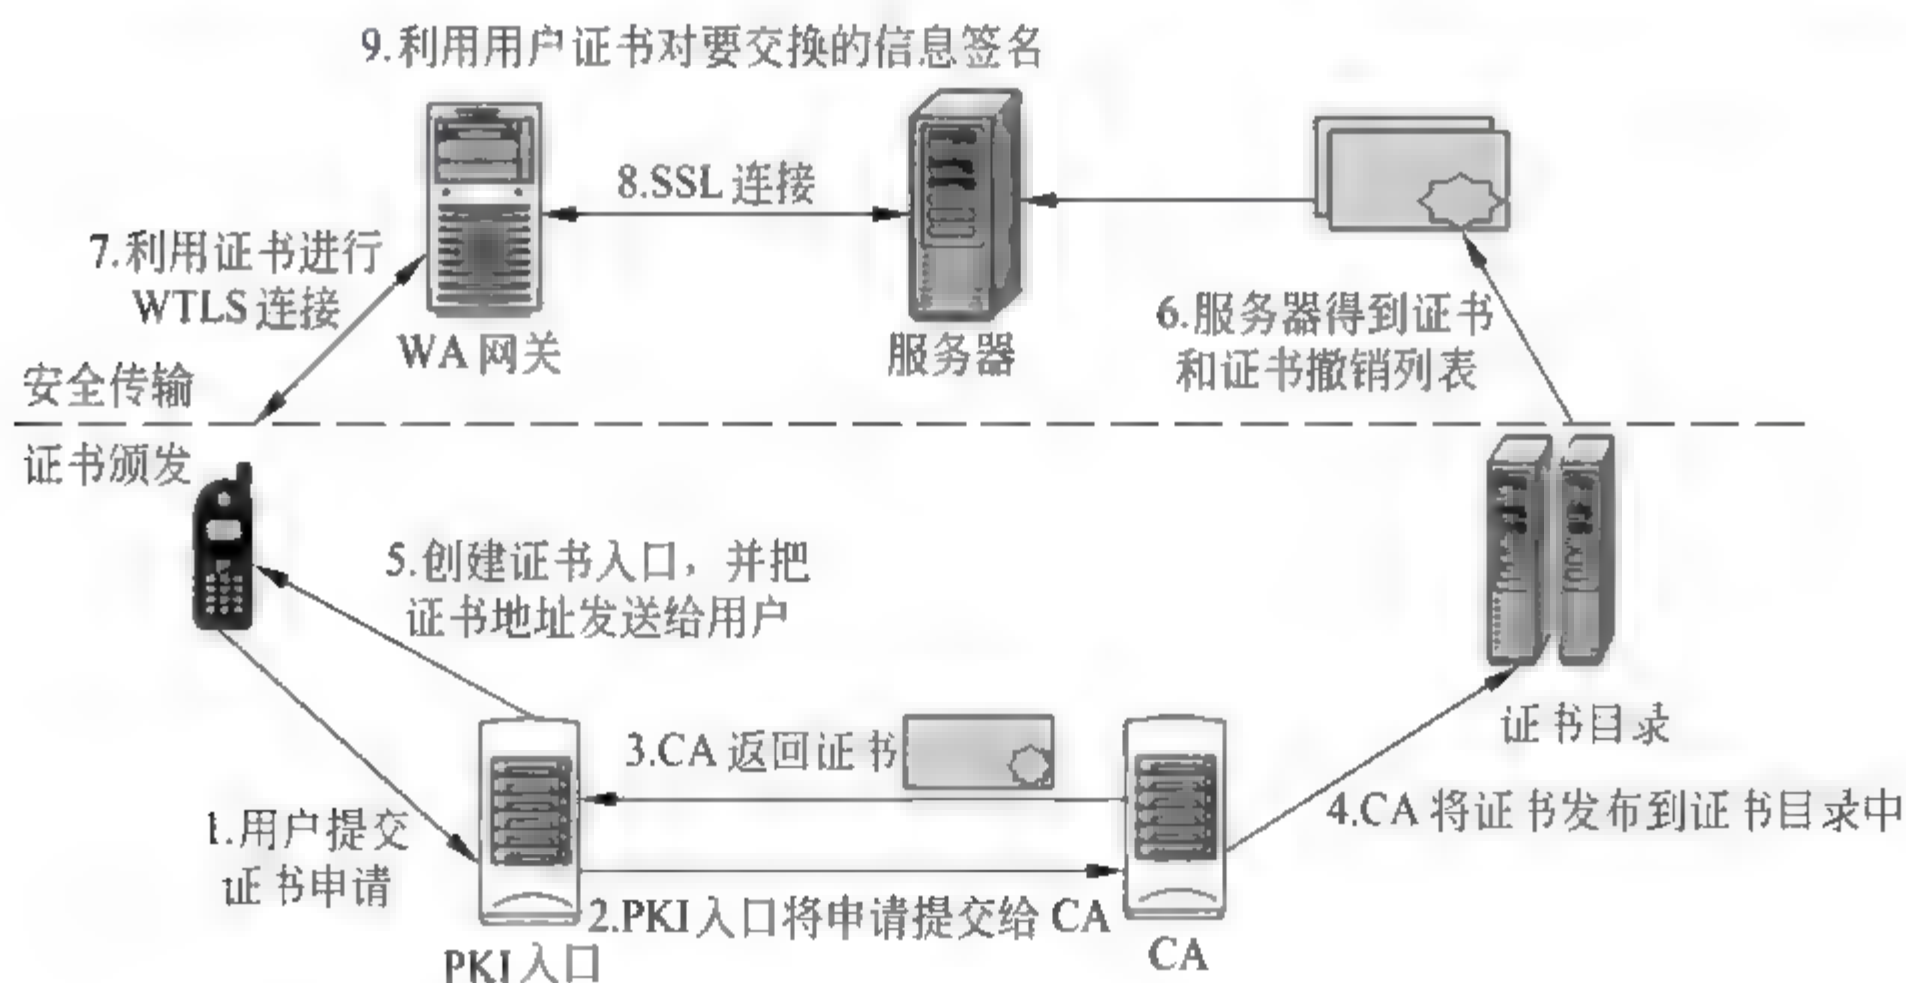 9.利用用户证书对要交换的信息签名
8.SSL 连接
7.利用证书进行
WTLS 连接
WA 网关
服务器
6.服务器得到证书
和证书撤销列表
安全传输
证书颁发
5.创建证书入口，并把
证书地址发送给用户
证书目录
3.CA 返回证书
1.用户提交
证书申请
4.CA 将证书发布到证书目录中
2.PKI 入口将申请提交给 CA
PKI 入口
CA